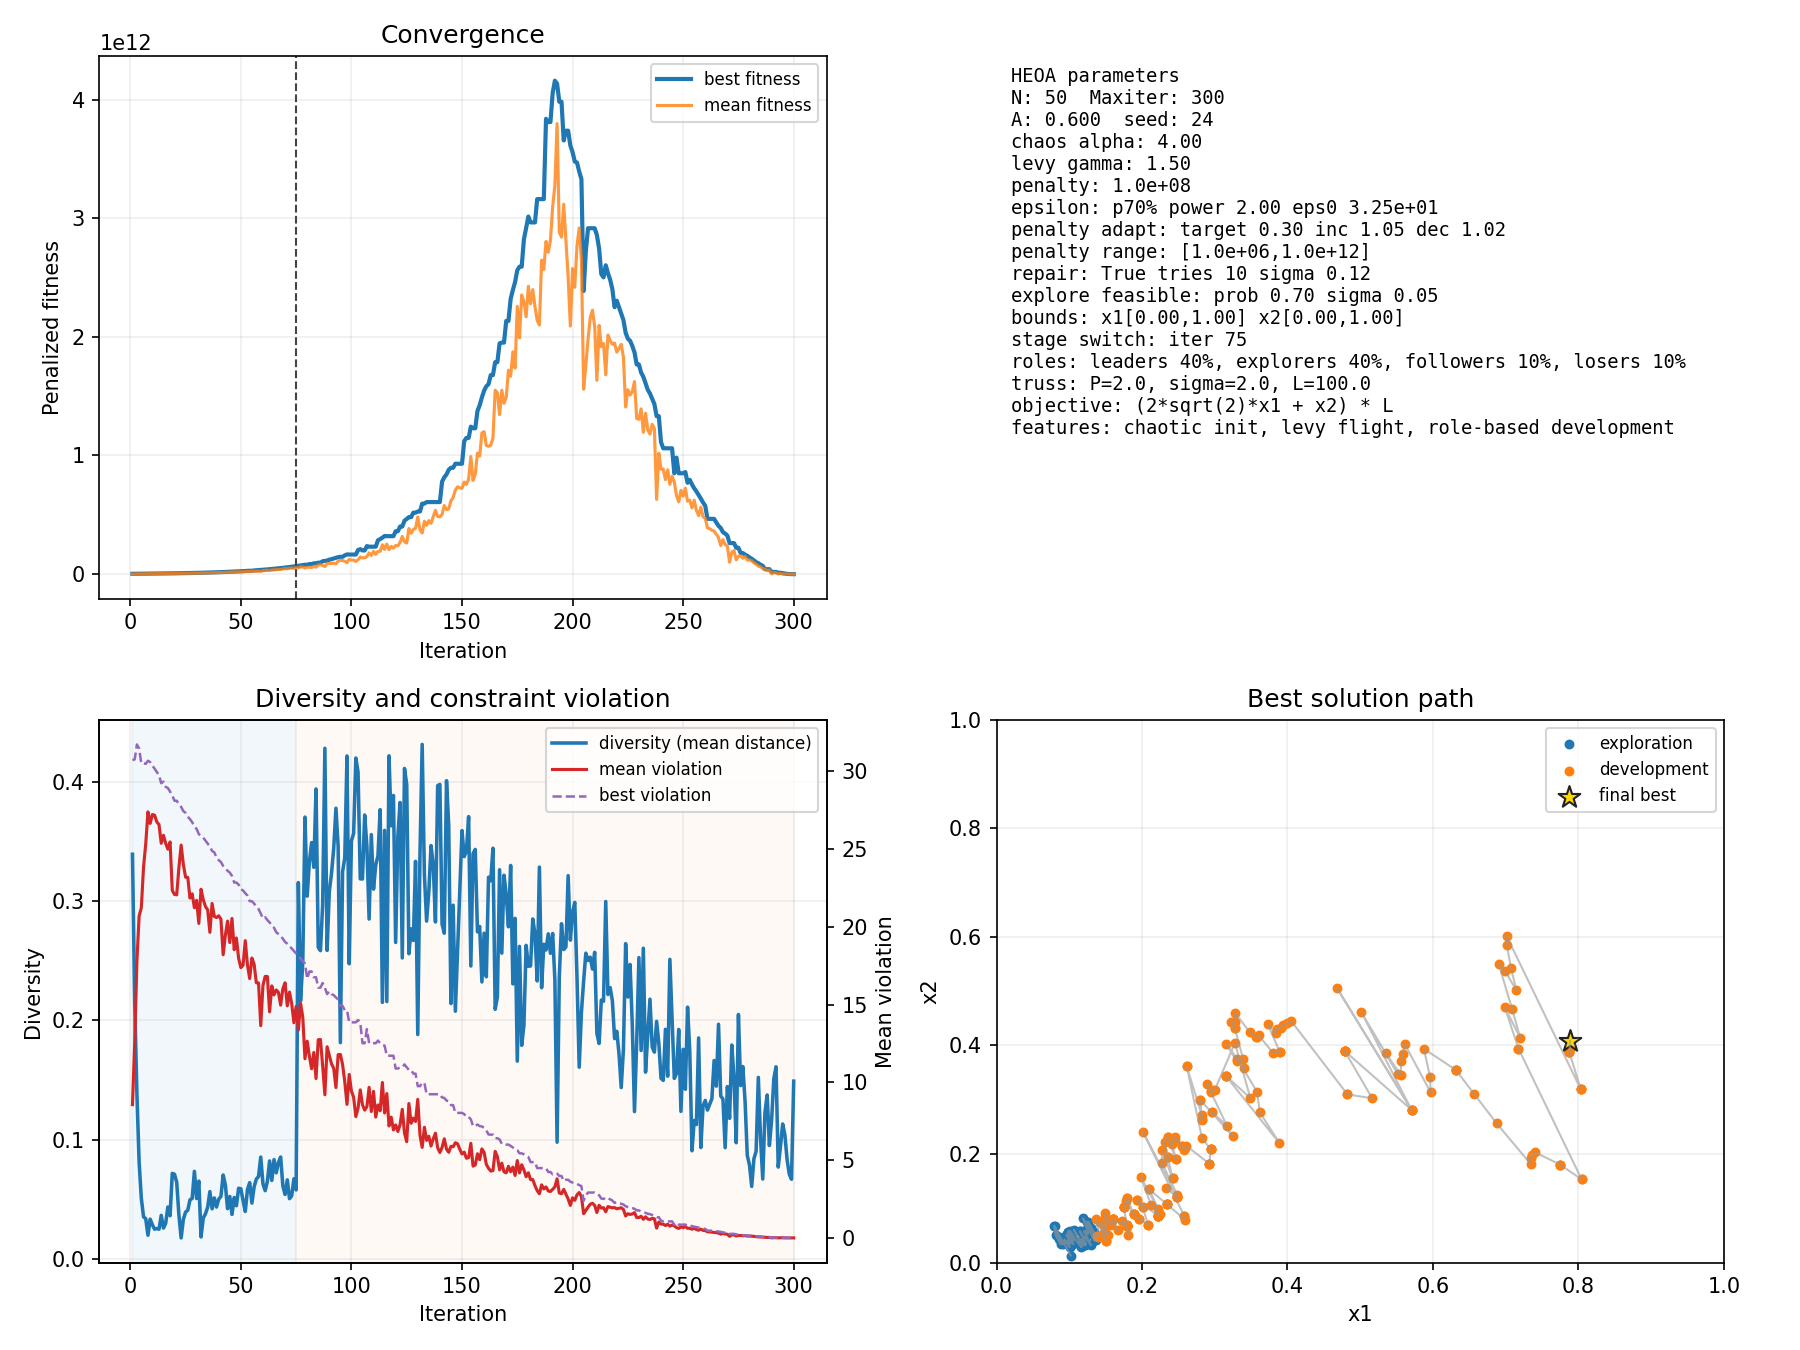 Convergence
1e12
best fitness
mean fitness
4
3
2
1
0
Penalized fitness
0 50 100 150 200 250 300
Iteration
HEOA parameters
N: 50  Maxiter: 300
A: 0.600  seed: 24
chaos alpha: 4.00
levy gamma: 1.50
penalty: 1.0e+08
epsilon: p70% power 2.00 eps0 3.25e+01
penalty adapt: target 0.30 inc 1.05 dec 1.02
penalty range: [1.0e+06,1.0e+12]
repair: True tries 10 sigma 0.12
explore feasible: prob 0.70 sigma 0.05
bounds: x1[0.00,1.00] x2[0.00,1.00]
stage switch: iter 75
roles: leaders 40%, explorers 40%, followers 10%, losers 10%
truss: P=2.0, sigma=2.0, L=100.0
objective: (2*sqrt(2)*x1 + x2) * L
features: chaotic init, levy flight, role-based development
Diversity and constraint violation
diversity (mean distance)
mean violation
best violation
0.4
0.3
0.2
0.1
0.0
Diversity
30
25
20
15
10
5
0
Mean violation
0 50 100 150 200 250 300
Iteration
Best solution path
exploration
development
final best
1.0
0.8
0.6
0.4
0.2
0.0
x2
0.0 0.2 0.4 0.6 0.8 1.0
x1